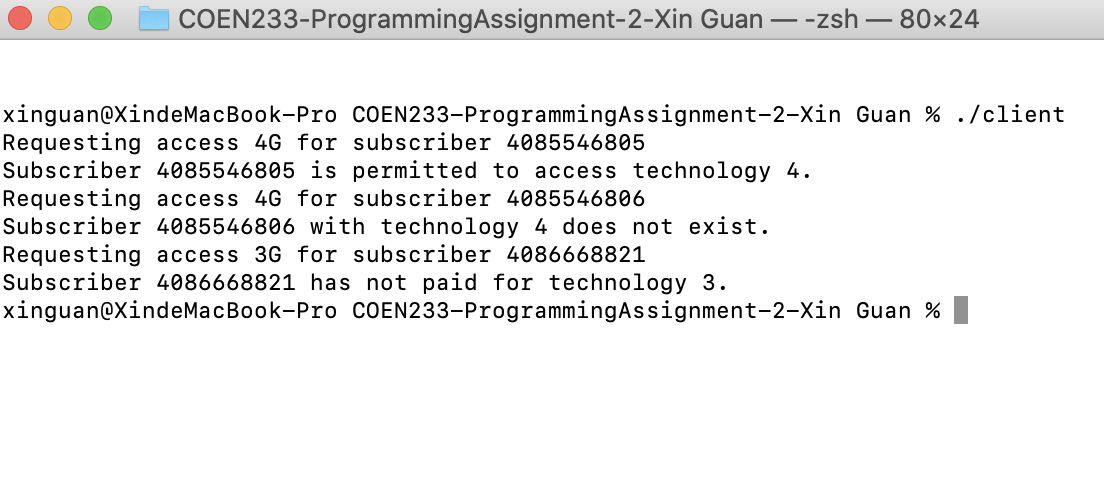 COEN233-ProgrammingAssignment-2-Xin Guan — -zsh — 80×24
xinguan@XindeMacBook-Pro COEN233-ProgrammingAssignment-2-Xin Guan % ./client
Requesting access 4G for subscriber 4085546805
Subscriber 4085546805 is permitted to access technology 4.
Requesting access 4G for subscriber 4085546806
Subscriber 4085546806 with technology 4 does not exist.
Requesting access 3G for subscriber 4086668821
Subscriber 4086668821 has not paid for technology 3.
xinguan@XindeMacBook-Pro COEN233-ProgrammingAssignment-2-Xin Guan %